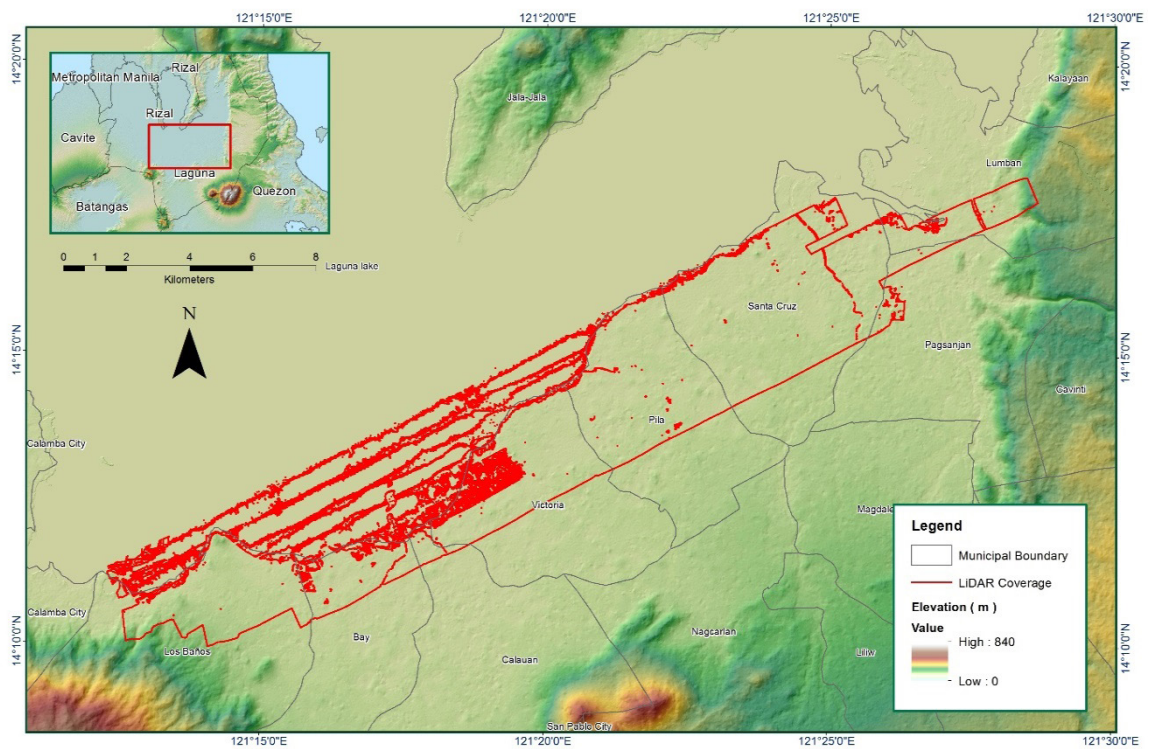 121°15'0"E
121°20'0"E
121°25'0"E
121°30'0"E
14°20'0"N
14°20'0"N
Metropolitan Manila
Rizal
Rizal
Cavite
Laguna
Quezon
Batangas
Jala-Jala
Kalayaan
Lumban
0 1 2 4 6 8
Kilometers
Laguna lake
N
Santa Cruz
Pagsanjan
14°15'0"N
14°15'0"N
Cavinti
Calamba City
Pila
Victoria
Magdale
Calamba City
Los Baños
Bay
Calauan
Nagcarlan
Liliw
San Pablo City
14°10'0"N
14°10'0"N
Legend
Municipal Boundary
LiDAR Coverage
Elevation ( m )
Value
High : 840
Low : 0
121°15'0"E
121°20'0"E
121°25'0"E
121°30'0"E